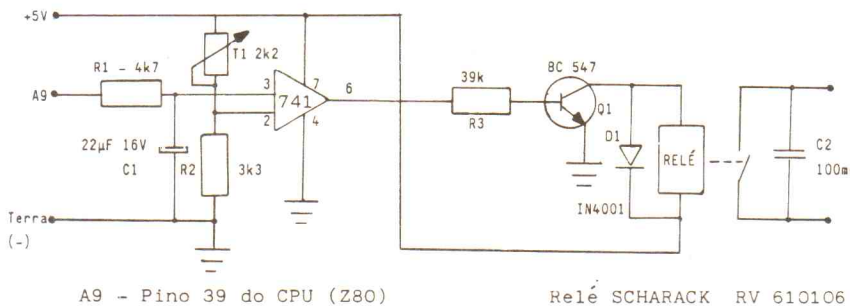 +5V
T1 2k2
R1 - 4k7
A9
3
7
741
6
2
4
22µF 16V
C1
R2
3k3
39k
R3
BC 547
Q1
D1
IN4001
RELÉ
C2
100m
Terra
(-)
A9 - Pino 39 do CPU (Z80)
Relé SCHARACK RV 610106